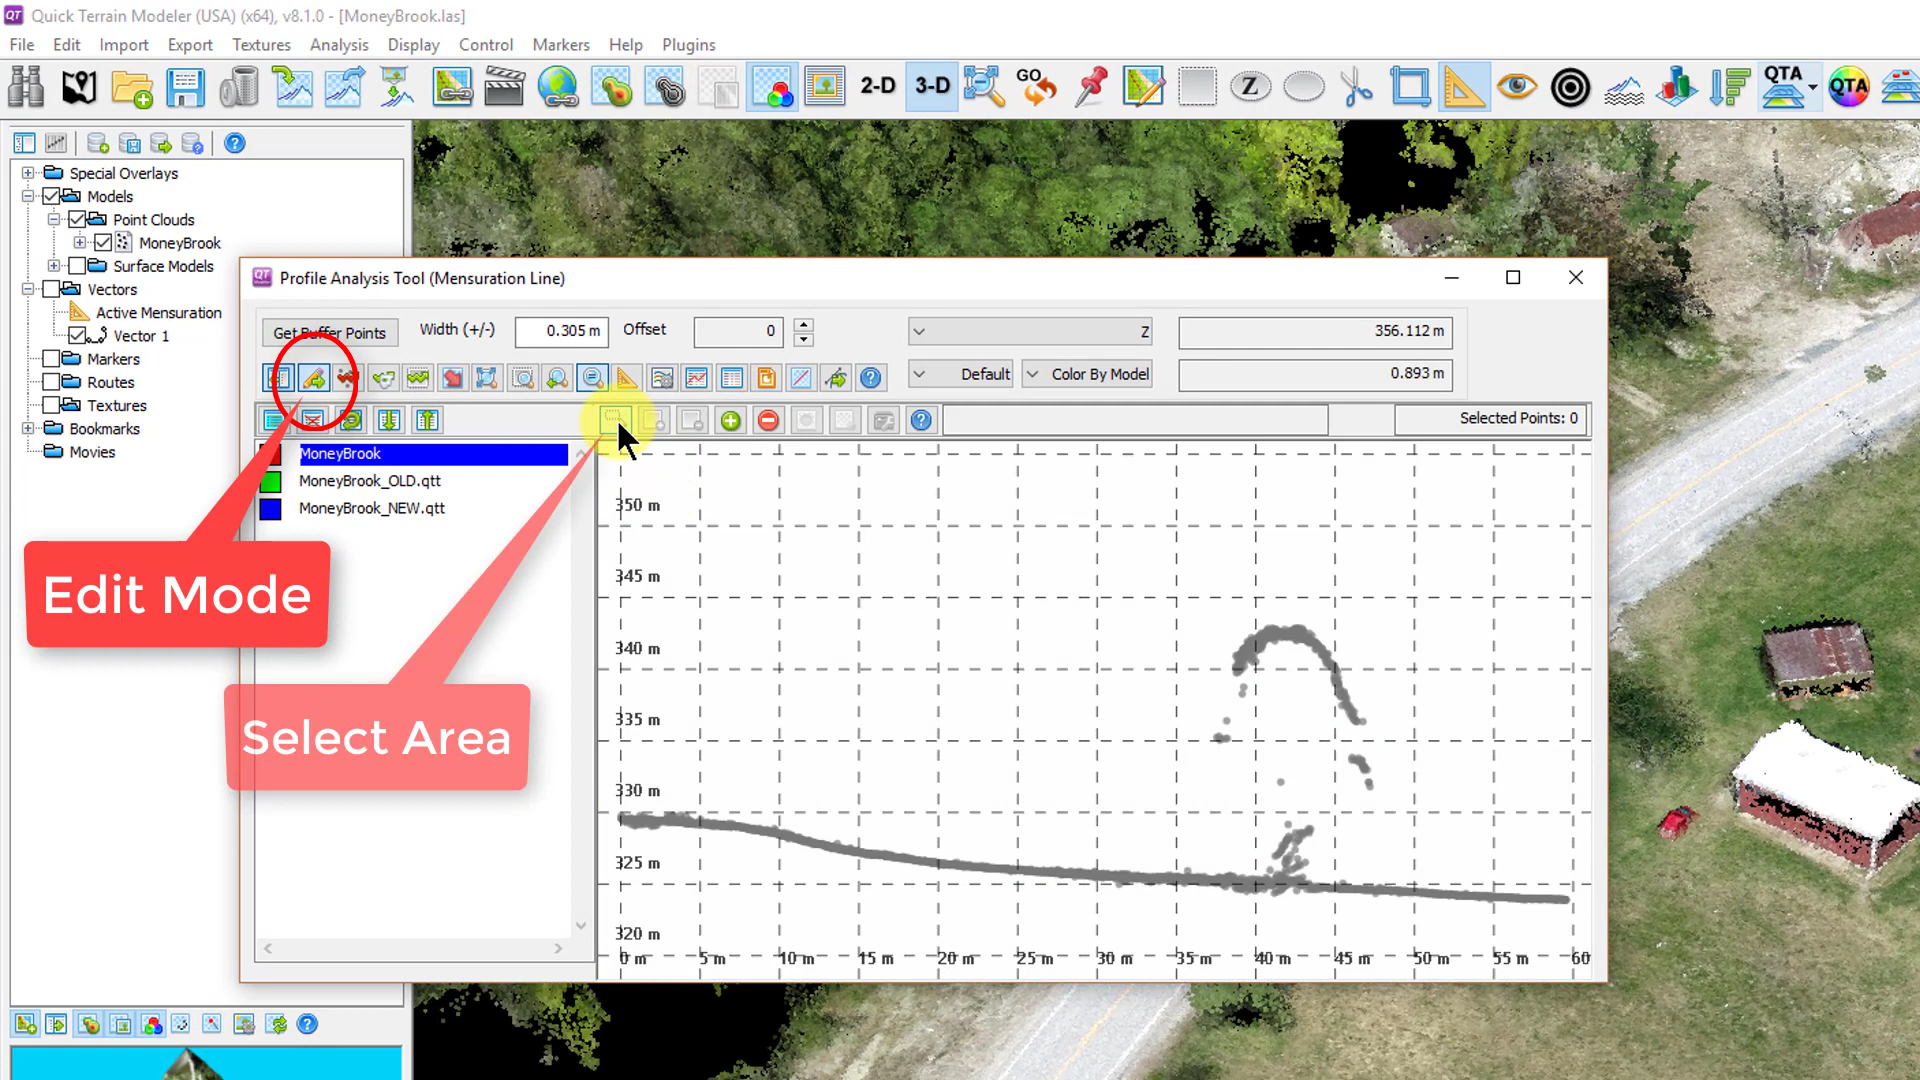 Quick Terrain Modeler (USA) (x64), v8.1.0 - [MoneyBrook.las]
File Edit Import Export Textures Analysis Display Control Markers Help Plugins
2-D 3-D GO Z QTA QTA
Special Overlays
Models
Point Clouds
MoneyBrook
Surface Models
Vectors
Active Mensuration
Vector 1
Markers
Routes
Textures
Bookmarks
Movies
QT Profile Analysis Tool (Mensuration Line)
Get Buffer Points Width (+/-) 0.305 m Offset 0 Z 356.112 m
Default Color By Model 0.893 m
Selected Points: 0
MoneyBrook
MoneyBrook_OLD.qtt
MoneyBrook_NEW.qtt
Edit Mode
Select Area
350 m
345 m
340 m
335 m
330 m
325 m
320 m
0 m 5 m 10 m 15 m 20 m 25 m 30 m 35 m 40 m 45 m 50 m 55 m 60